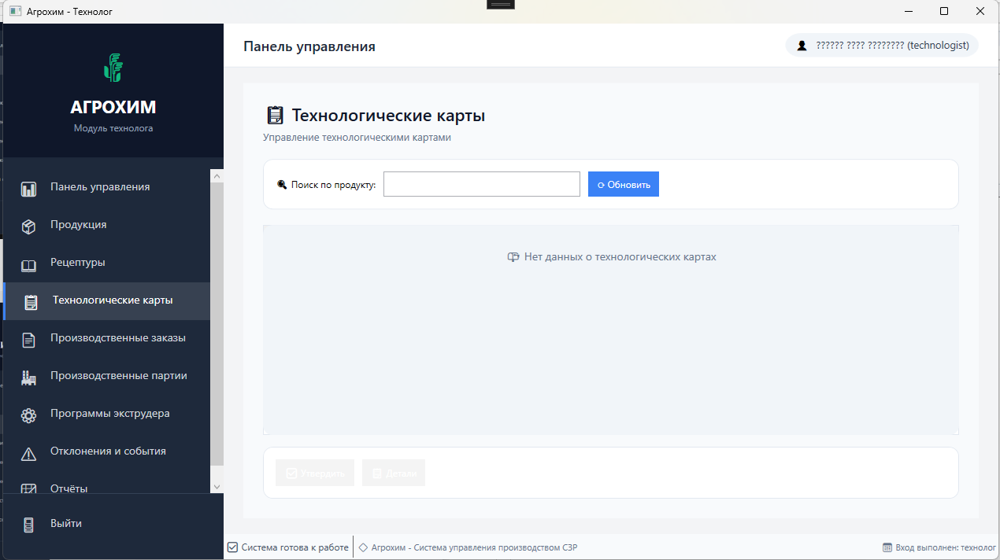 Агрохим - Технолог
АГРОХИМ
Модуль технолога
Панель управления
Продукция
Рецептуры
Технологические карты
Производственные заказы
Производственные партии
Программы экструдера
Отклонения и события
Отчёты
Выйти
Панель управления
?????? ???? ???????? (technologist)
Технологические карты
Управление технологическими картами
Поиск по продукту:
Обновить
Нет данных о технологических картах
Утвердить
Детали
Система готова к работе
Агрохим - Система управления производством СЗР
Вход выполнен: технолог